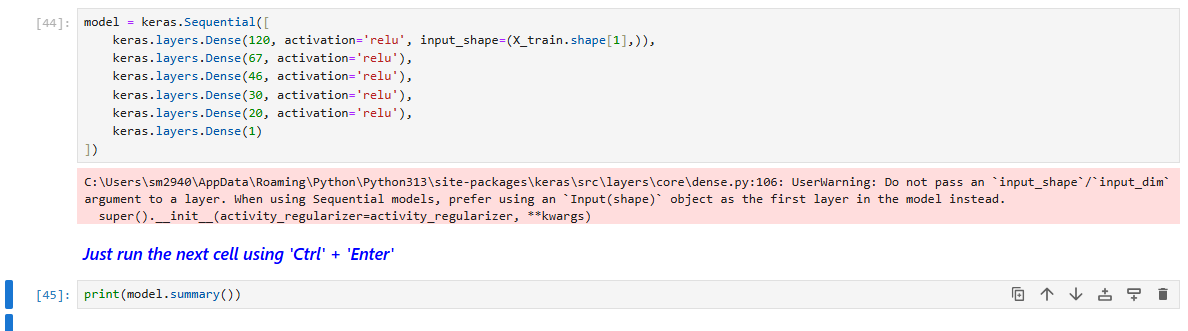 [44]: model = keras.Sequential([
    keras.layers.Dense(120, activation='relu', input_shape=(X_train.shape[1],)),
    keras.layers.Dense(67, activation='relu'),
    keras.layers.Dense(46, activation='relu'),
    keras.layers.Dense(30, activation='relu'),
    keras.layers.Dense(20, activation='relu'),
    keras.layers.Dense(1)
])
C:\Users\sm2940\AppData\Roaming\Python\Python313\site-packages\keras\src\layers\core\dense.py:106: UserWarning: Do not pass an `input_shape`/`input_dim`
argument to a layer. When using Sequential models, prefer using an `Input(shape)` object as the first layer in the model instead.
  super().__init__(activity_regularizer=activity_regularizer, **kwargs)
Just run the next cell using 'Ctrl' + 'Enter'
[45]: print(model.summary())